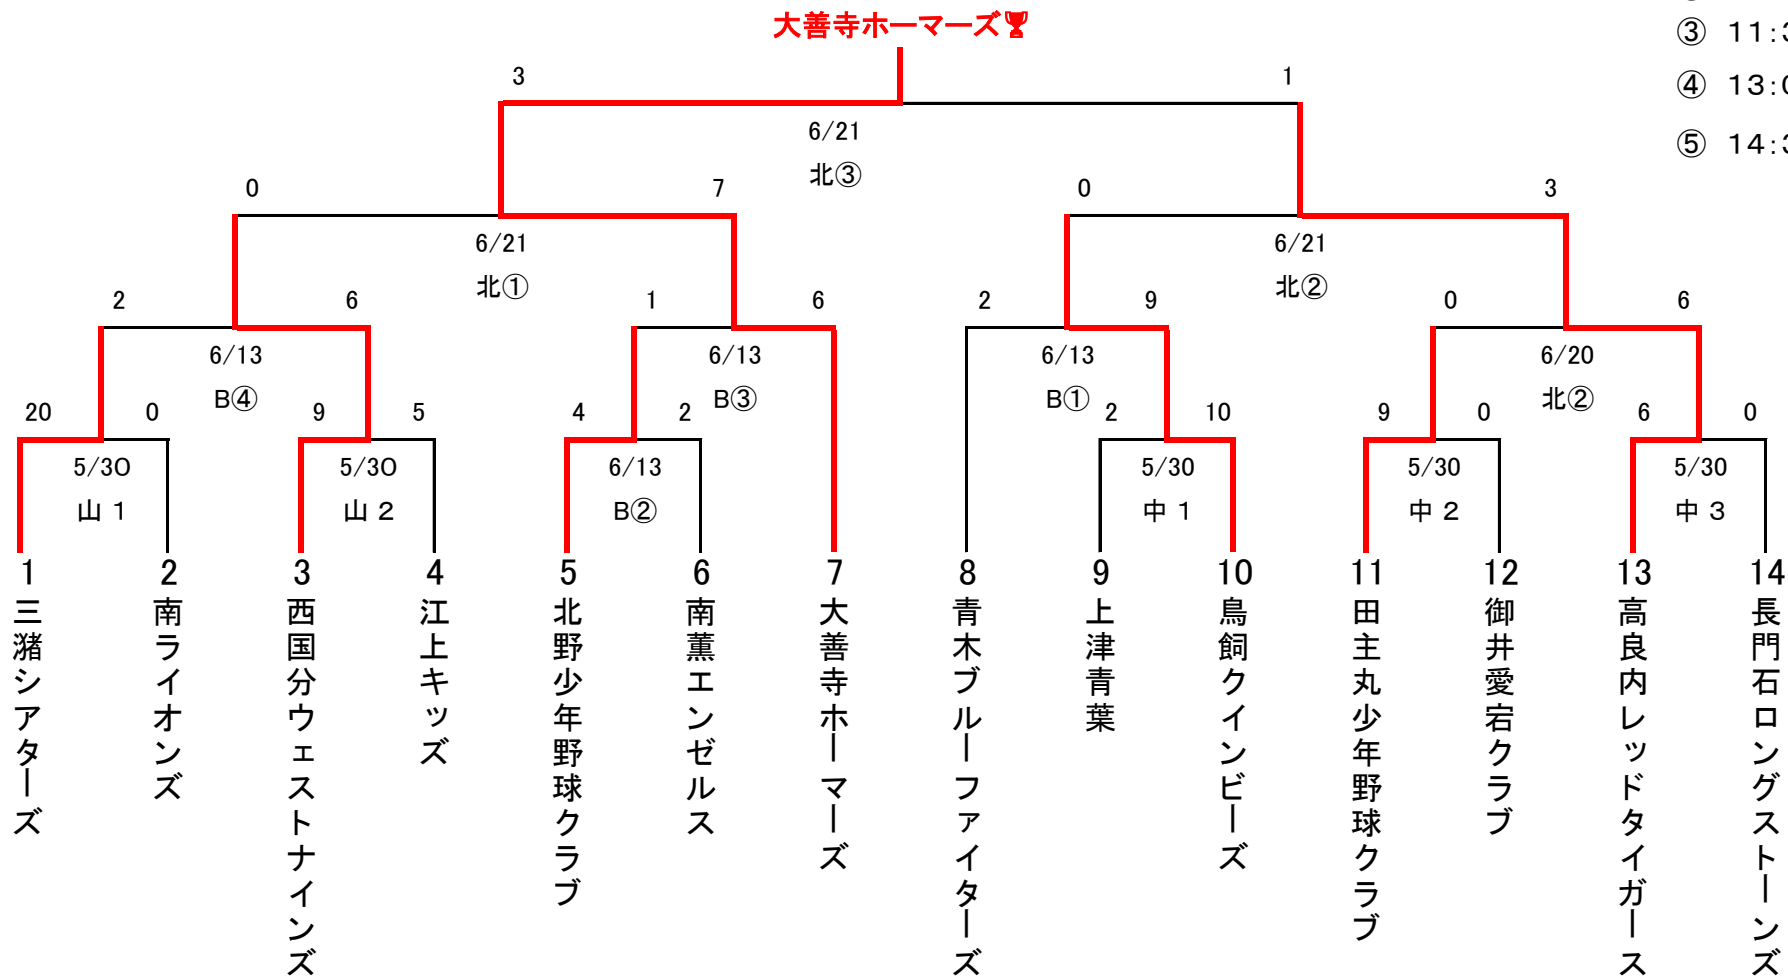 大善寺ホーマーズ🏆
③ 11:3
④ 13:0
⑤ 14:3
3 1
6/21
北③
0 7 0 3
6/21 6/21
北① 北②
2 6 1 6 2 9 0 6
6/13 6/13 6/13 6/20
B④ B③ B① 北②
20 0 9 5 4 2 2 10 9 0 6 0
5/30 5/30 6/13 5/30 5/30 5/30
山 1 山 2 B② 中 1 中 2 中 3
1 2 3 4 5 6 7 8 9 10 11 12 13 14
三潴シアターズ
南ライオンズ
西国分ウェストナインズ
江上キッズ
北野少年野球クラブ
南薫エンゼルス
大善寺ホーマーズ
青木ブルーファイターズ
上津青葉
鳥飼クインビーズ
田主丸少年野球クラブ
御井愛宕クラブ
高良内レッドタイガース
長門石ロングストーンズ